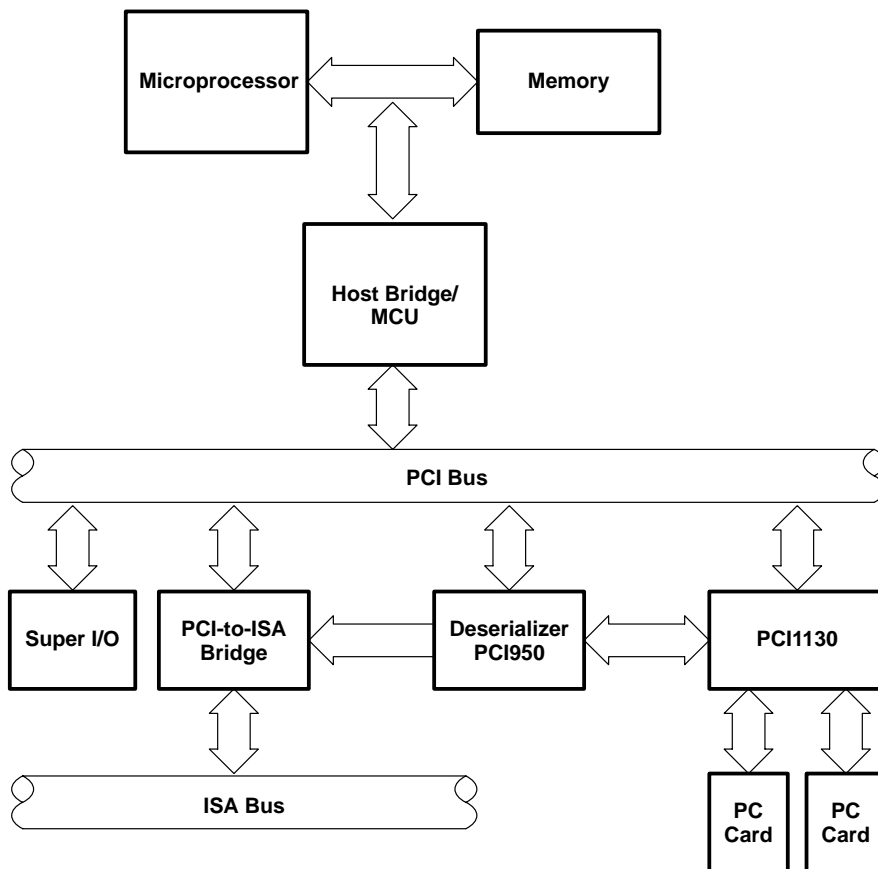 Microprocessor
Memory
Host Bridge/
MCU
PCI Bus
Super I/O
PCI-to-ISA
Bridge
Deserializer
PCI950
PCI1130
ISA Bus
PC
Card
PC
Card